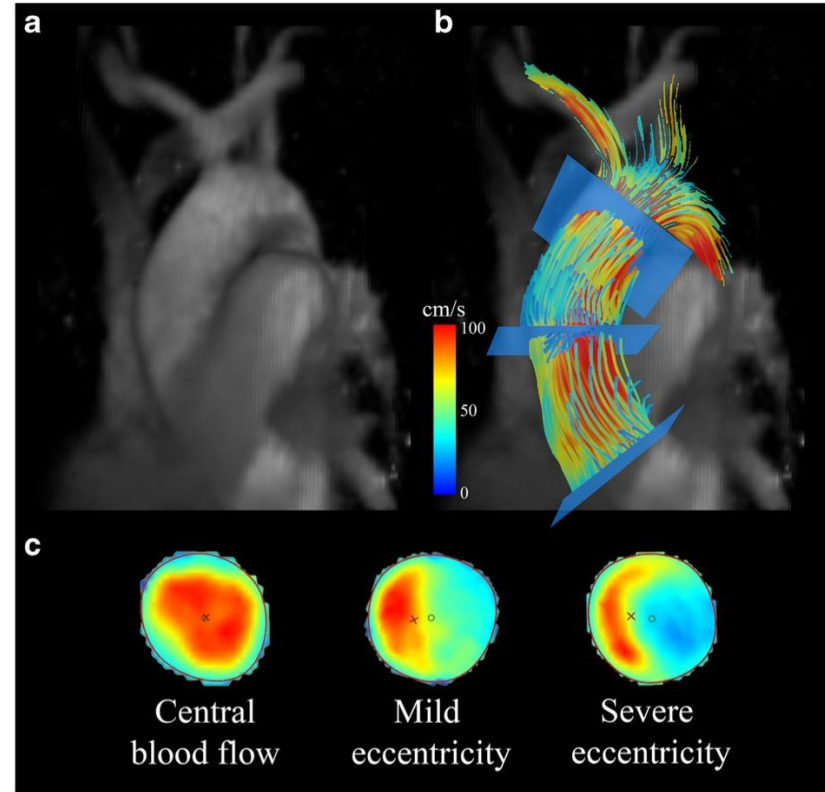 a
b
cm/s
100
50
0
c
Central
blood flow
Mild
eccentricity
Severe
eccentricity